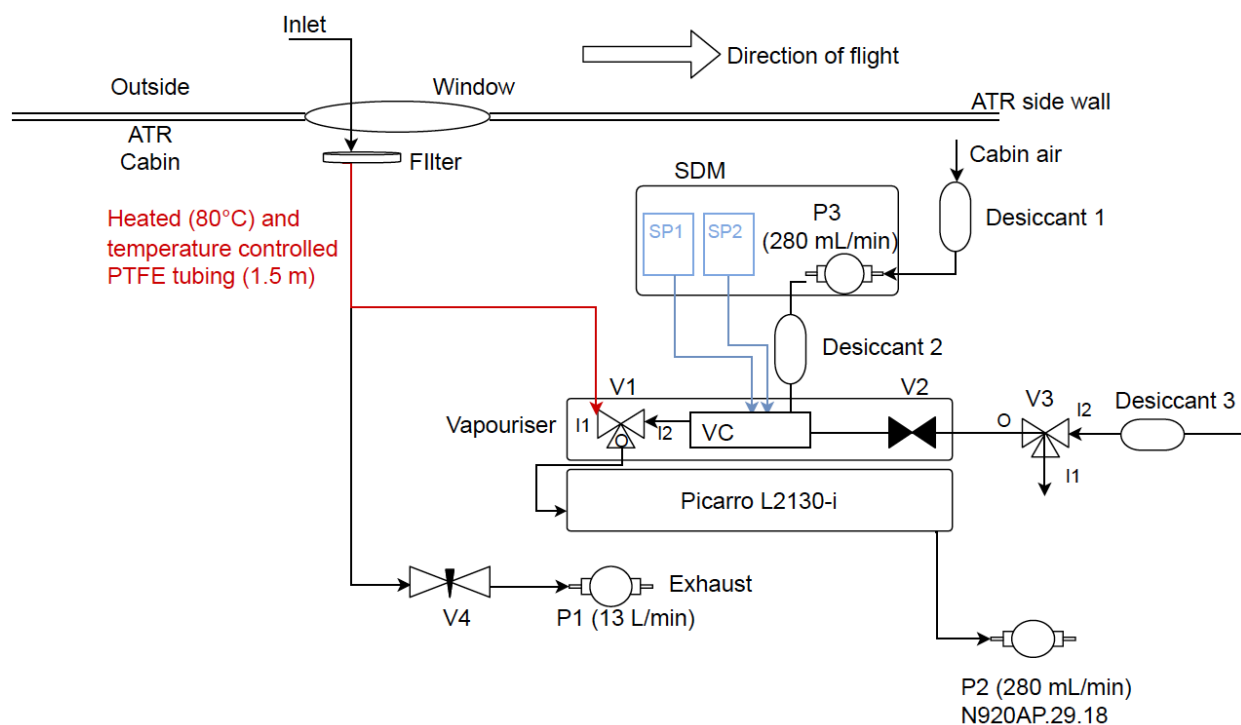 Inlet
Direction of flight
Outside
Window
ATR side wall
ATR
Cabin
FIlter
Cabin air
SDM
Desiccant 1
Heated (80°C) and
temperature controlled
PTFE tubing (1.5 m)
SP1
SP2
P3
(280 mL/min)
Desiccant 2
V1
V2
V3
Desiccant 3
Vapouriser
I1
I2
VC
O
I2
I1
Picarro L2130-i
V4
Exhaust
P1 (13 L/min)
P2 (280 mL/min)
N920AP.29.18